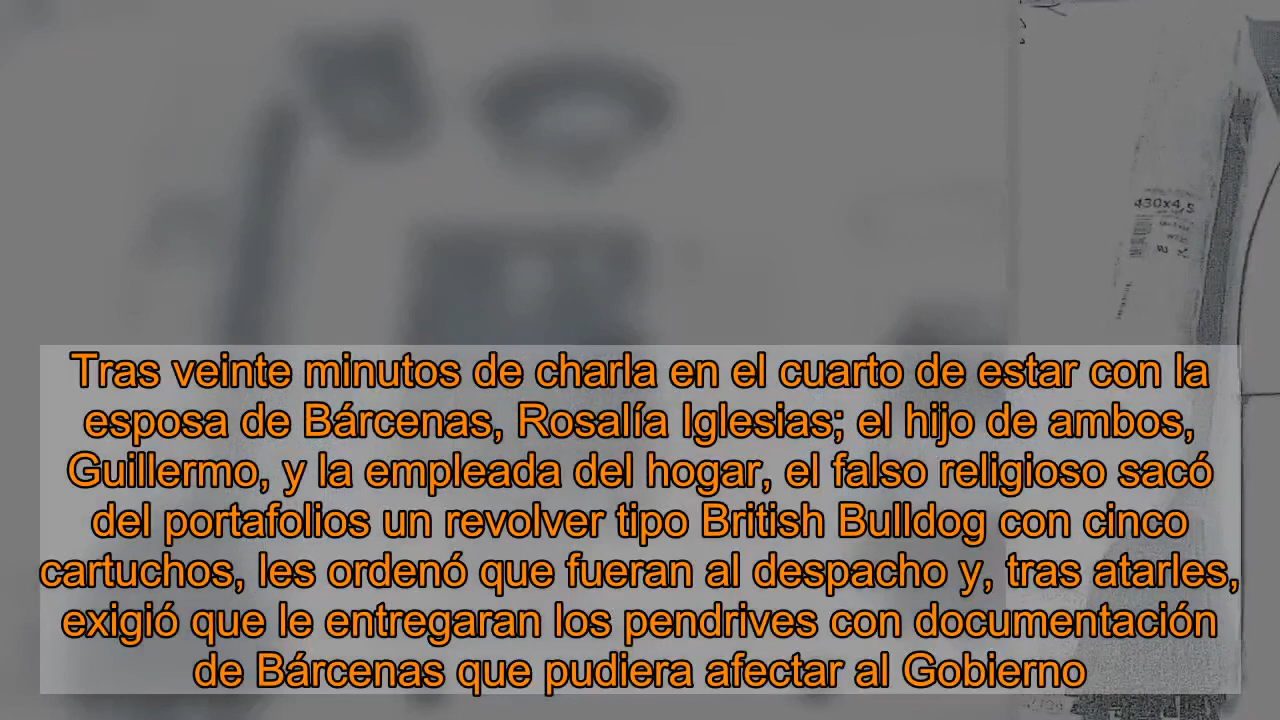 430x4,5
Tras veinte minutos de charla en el cuarto de estar con la
esposa de Bárcenas, Rosalía Iglesias; el hijo de ambos,
Guillermo, y la empleada del hogar, el falso religioso sacó
del portafolios un revolver tipo British Bulldog con cinco
cartuchos, les ordenó que fueran al despacho y, tras atarles,
exigió que le entregaran los pendrives con documentación
de Bárcenas que pudiera afectar al Gobierno